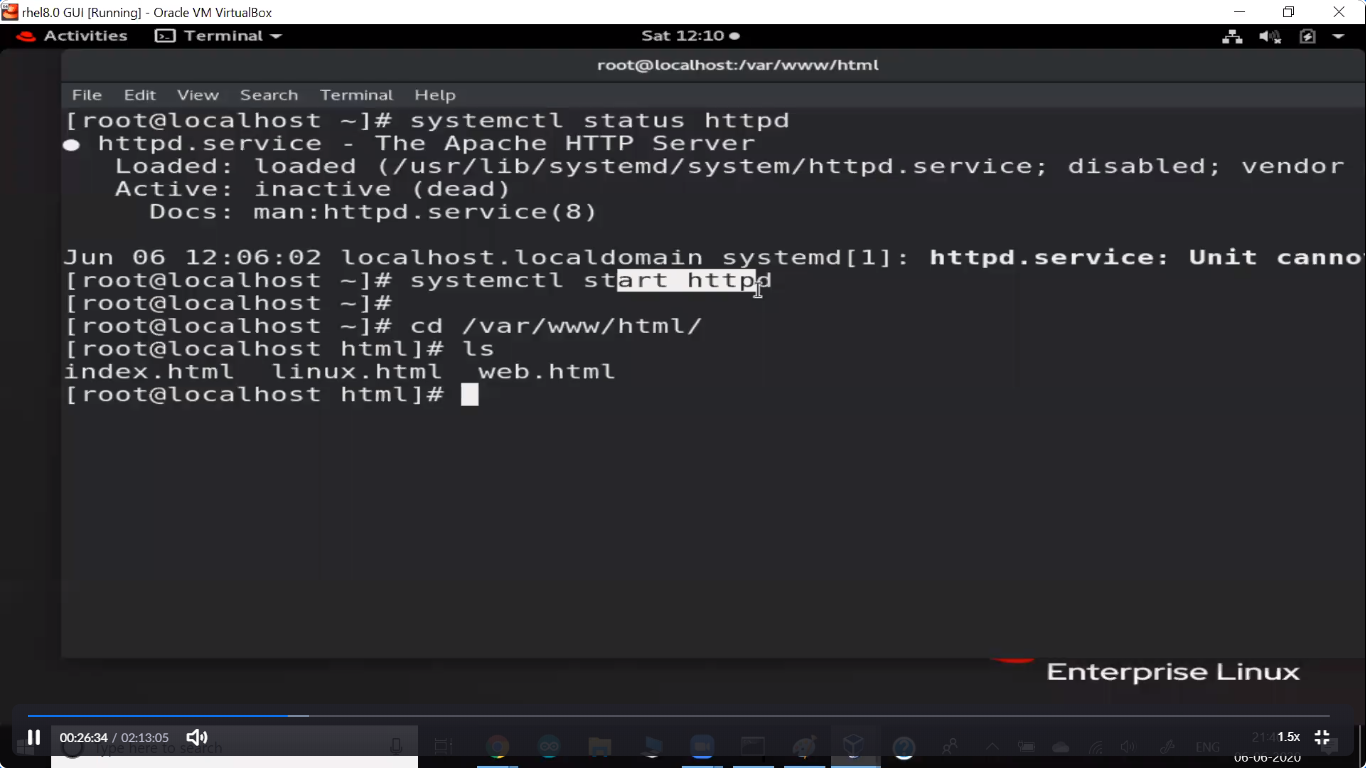 rhel8.0 GUI [Running] - Oracle VM VirtualBox
Activities Terminal Sat 12:10
root@localhost:/var/www/html
File Edit View Search Terminal Help
[root@localhost ~]# systemctl status httpd
● httpd.service - The Apache HTTP Server
Loaded: loaded (/usr/lib/systemd/system/httpd.service; disabled; vendor
Active: inactive (dead)
Docs: man:httpd.service(8)
Jun 06 12:06:02 localhost.localdomain systemd[1]: httpd.service: Unit canno
[root@localhost ~]# systemctl start httpd
[root@localhost ~]#
[root@localhost ~]# cd /var/www/html/
[root@localhost html]# ls
index.html linux.html web.html
[root@localhost html]#
Enterprise Linux
00:26:34 / 02:13:05 1.5x
Type here to search ENG
06-06-2020